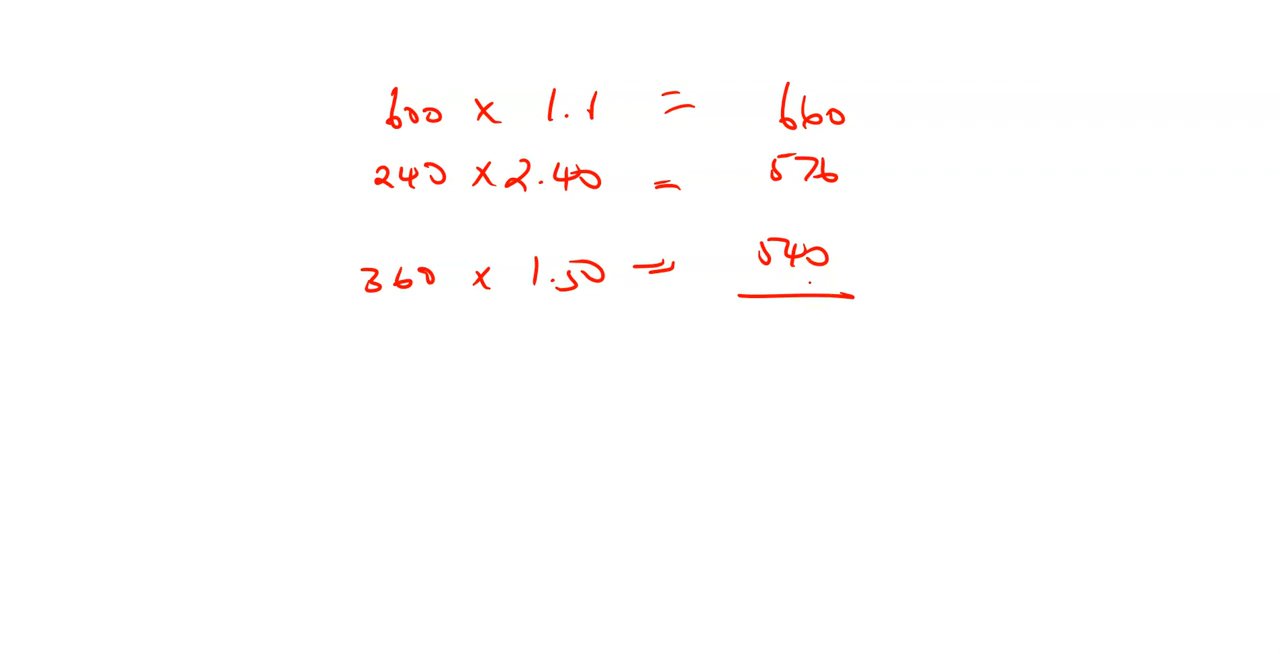 600 x 1.1 = 660
240 x 2.40 = 576
360 x 1.50 = 540